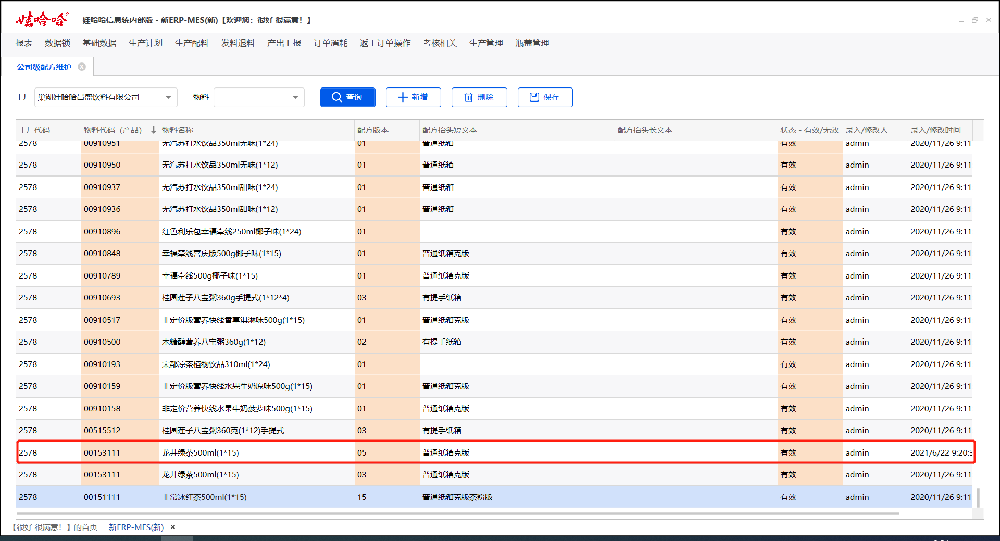 娃哈哈® 娃哈哈信息统内部版 - 新ERP-MES(新)【欢迎您：很好 很满意！】
报表 数据锁 基础数据 生产计划 生产配料 发料退料 产出上报 订单消耗 返工订单操作 考核相关 生产管理 瓶盖管理
公司级配方维护
工厂 巢湖娃哈哈昌盛饮料有限公司 物料 查询 新增 删除 保存
工厂代码 物料代码（产品） 物料名称 配方版本 配方抬头短文本 配方抬头长文本 状态 - 有效/无效 录入/修改人 录入/修改时间
2578 00910951 无汽苏打水饮品350ml无味(1*24) 01 普通纸箱 有效 admin 2020/11/26 9:11
2578 00910950 无汽苏打水饮品350ml无味(1*12) 01 普通纸箱 有效 admin 2020/11/26 9:11
2578 00910937 无汽苏打水饮品350ml甜味(1*24) 01 普通纸箱 有效 admin 2020/11/26 9:11
2578 00910936 无汽苏打水饮品350ml甜味(1*12) 01 普通纸箱 有效 admin 2020/11/26 9:11
2578 00910896 红色利乐包幸福牵线250ml椰子味(1*24) 01 有效 admin 2020/11/26 9:11
2578 00910848 幸福牵线喜庆版500g椰子味(1*15) 01 普通纸箱克版 有效 admin 2020/11/26 9:11
2578 00910789 幸福牵线500g椰子味(1*15) 01 普通纸箱克版 有效 admin 2020/11/26 9:11
2578 00910693 桂圆莲子八宝粥360g手提式(1*12*4) 03 有提手纸箱 有效 admin 2020/11/26 9:11
2578 00910517 非定价版营养快线香草淇淋味500g(1*15) 01 普通纸箱克版 有效 admin 2020/11/26 9:11
2578 00910500 木糖醇营养八宝粥360g(1*12) 02 有提手纸箱 有效 admin 2020/11/26 9:11
2578 00910193 宋都凉茶植物饮品310ml(1*24) 01 有效 admin 2020/11/26 9:11
2578 00910159 非定价版营养快线水果牛奶原味500g(1*15) 01 普通纸箱克版 有效 admin 2020/11/26 9:11
2578 00910158 非定价营养快线水果牛奶菠萝味500g(1*15) 01 普通纸箱克版 有效 admin 2020/11/26 9:11
2578 00515512 桂圆莲子八宝粥360克(1*12)手提式 03 有提手纸箱 有效 admin 2020/11/26 9:11
2578 00153111 龙井绿茶500ml(1*15) 05 普通纸箱克版 有效 admin 2021/6/22 9:20:3
2578 00153111 龙井绿茶500ml(1*15) 03 普通纸箱克版 有效 admin 2020/11/26 9:11
2578 00151111 非常冰红茶500ml(1*15) 15 普通纸箱克版茶粉版 有效 admin 2020/11/26 9:11
【很好 很满意！】的首页 新ERP-MES(新)